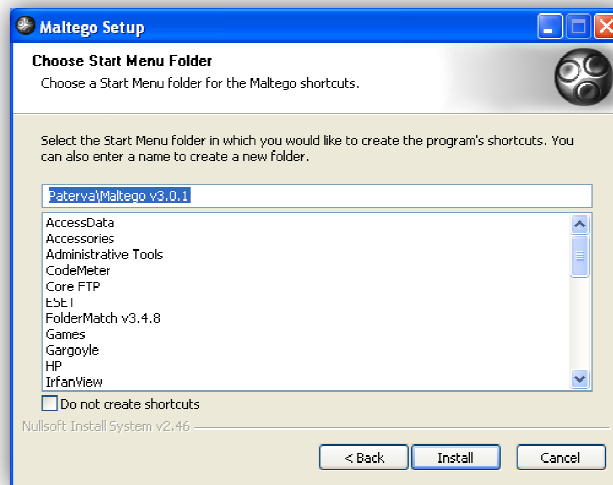 Maltego Setup
Choose Start Menu Folder
Choose a Start Menu folder for the Maltego shortcuts.
Select the Start Menu folder in which you would like to create the program's shortcuts. You
can also enter a name to create a new folder.
Paterva\Maltego v3.0.1
AccessData
Accessories
Administrative Tools
CodeMeter
Core FTP
ESET
FolderMatch v3.4.8
Games
Gargoyle
HP
IrfanView
Do not create shortcuts
Nullsoft Install System v2.46
< Back
Install
Cancel